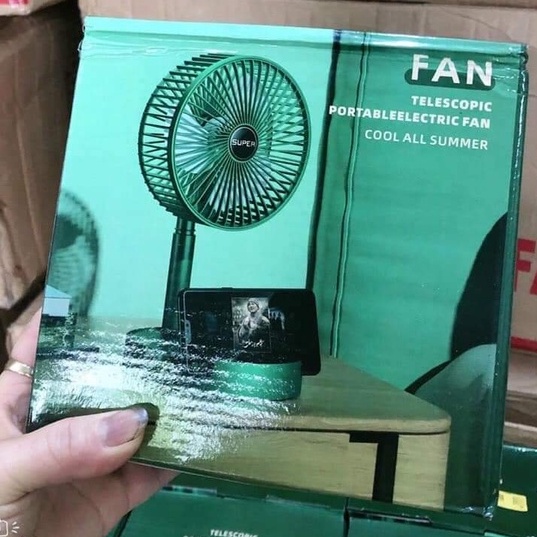 FAN
TELESCOPIC
PORTABLEELECTRIC FAN
COOL ALL SUMMER
SUPER
TELESCOPIC